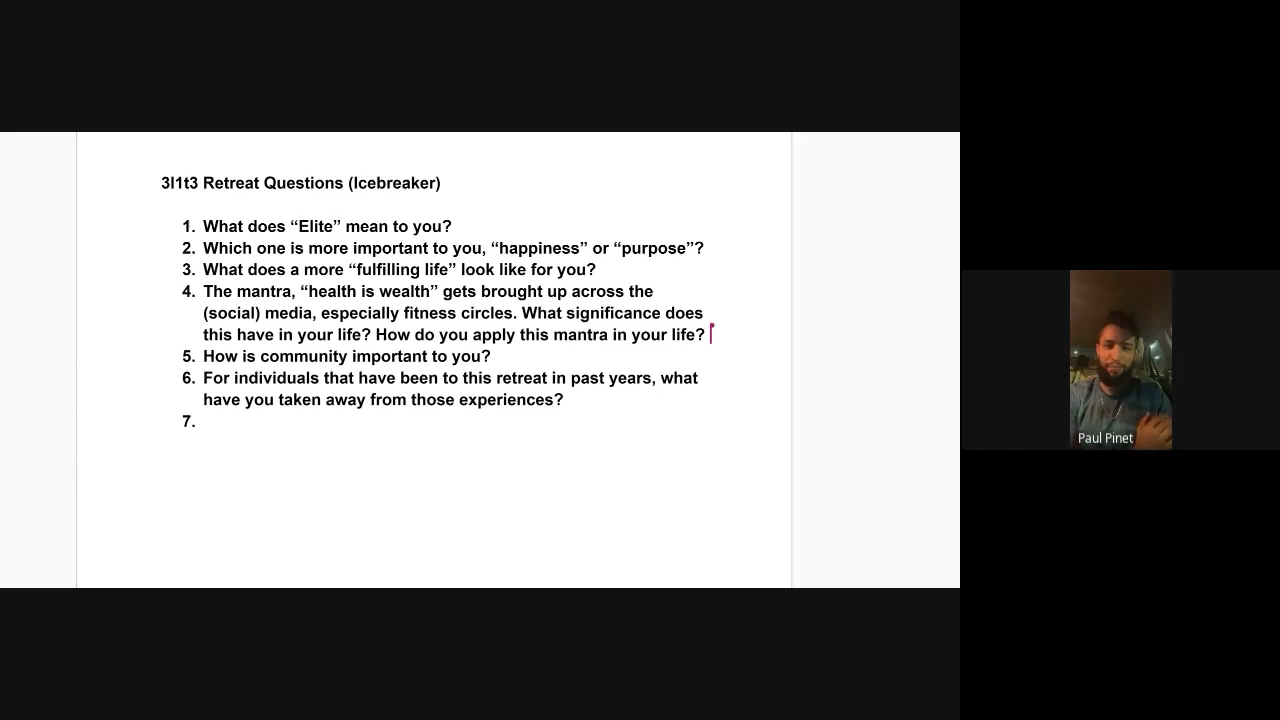 3l1t3 Retreat Questions (Icebreaker)
1. What does “Elite” mean to you?
2. Which one is more important to you, “happiness” or “purpose”?
3. What does a more “fulfilling life” look like for you?
4. The mantra, “health is wealth” gets brought up across the
(social) media, especially fitness circles. What significance does
this have in your life? How do you apply this mantra in your life?
5. How is community important to you?
6. For individuals that have been to this retreat in past years, what
have you taken away from those experiences?
7.
Paul Pinet